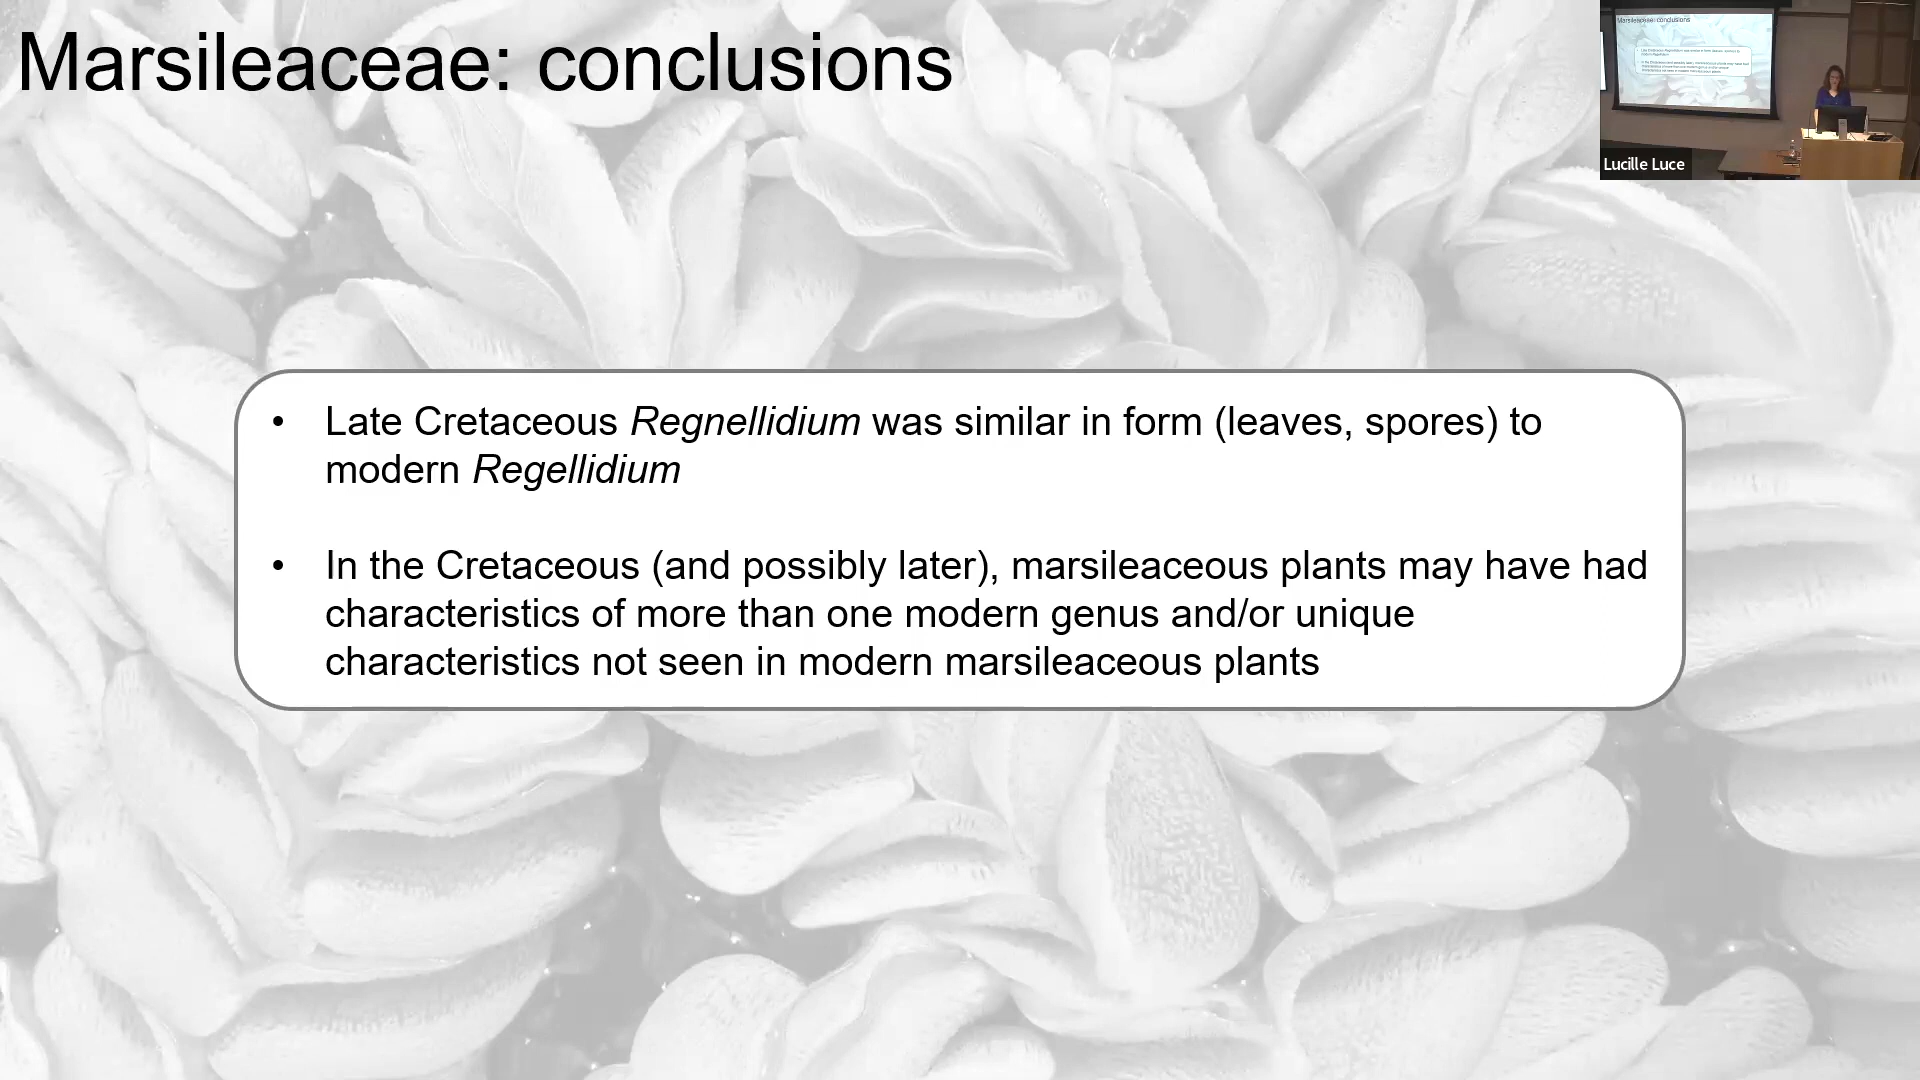 Marsileaceae: conclusions
Marsileaceae: conclusions
Lucille Luce
• Late Cretaceous Regnellidium was similar in form (leaves, spores) to
modern Regellidium
• In the Cretaceous (and possibly later), marsileaceous plants may have had
characteristics of more than one modern genus and/or unique
characteristics not seen in modern marsileaceous plants